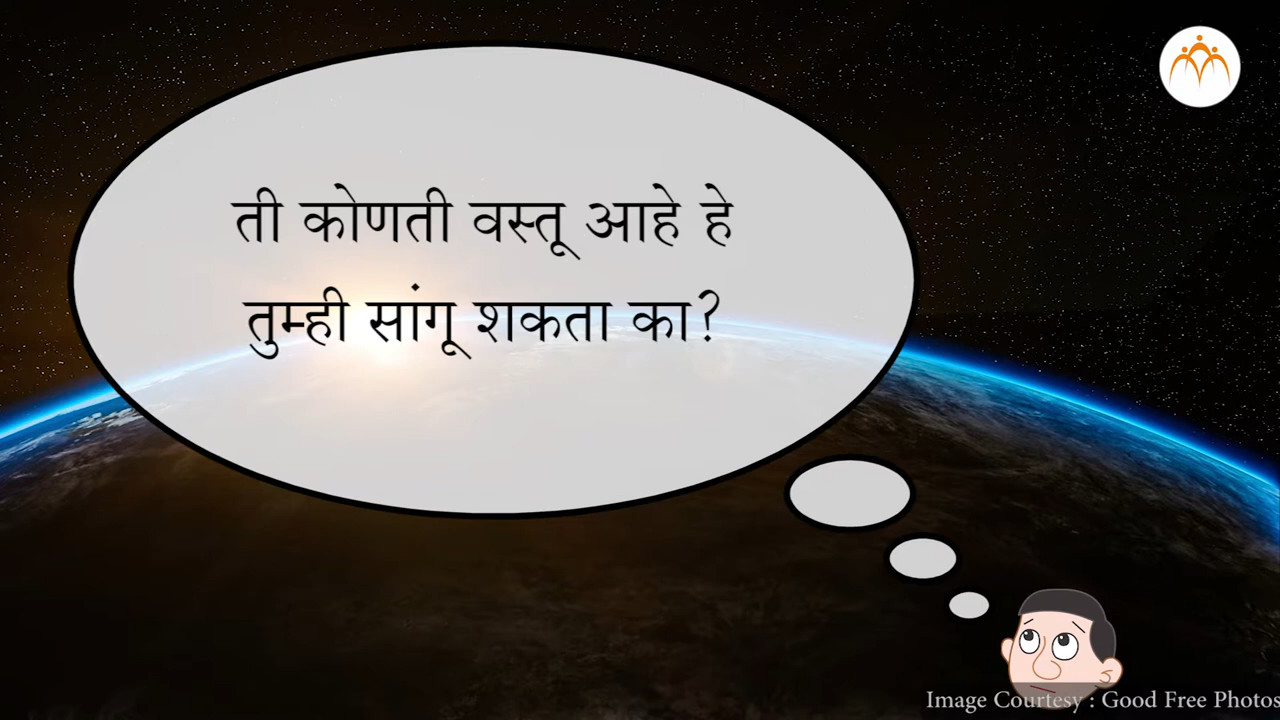 ती कोणती वस्तू आहे हे
तुम्ही सांगू शकता का?
Image Courtesy : Good Free Photos